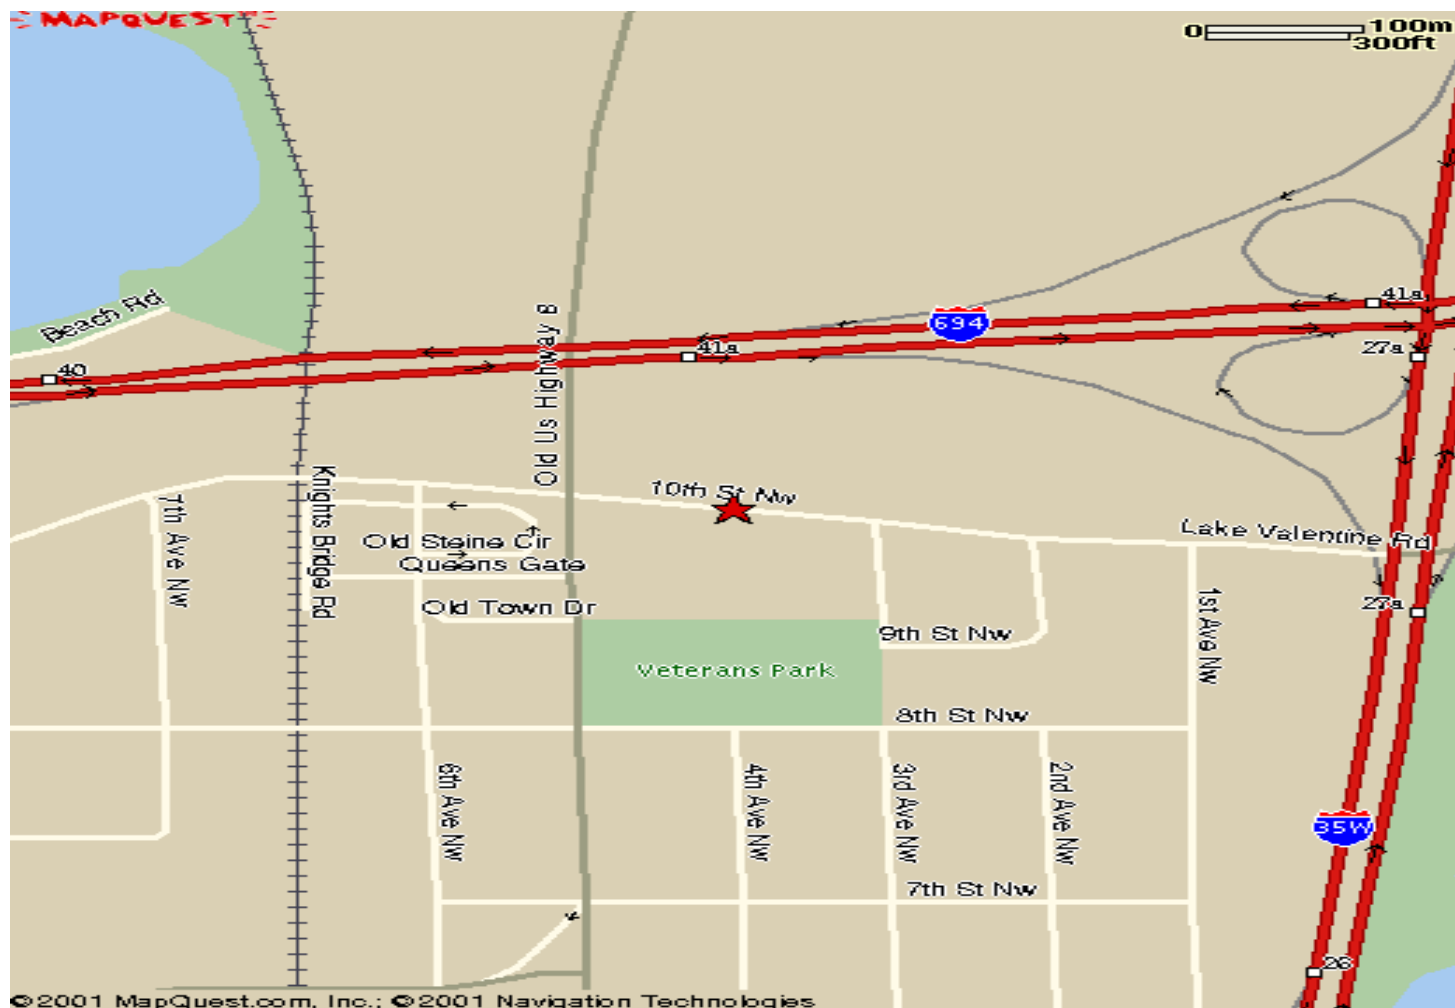 MAPQUEST
0 100m
300ft
Beach Rd
41a
694
40
41a
27a
Old Us Highway 8
Knights Bridge Rd
7th Ave NW
10th St Nw
Old Steine Cir
Queens Gate
Old Town Dr
Lake Valentine Rd
27a
1st Ave NW
9th St Nw
Veterans Park
8th St Nw
6th Ave NW
4th Ave NW
3rd Ave NW
2nd Ave NW
35W
7th St Nw
26
©2001 MapQuest.com, Inc.; ©2001 Navigation Technologies